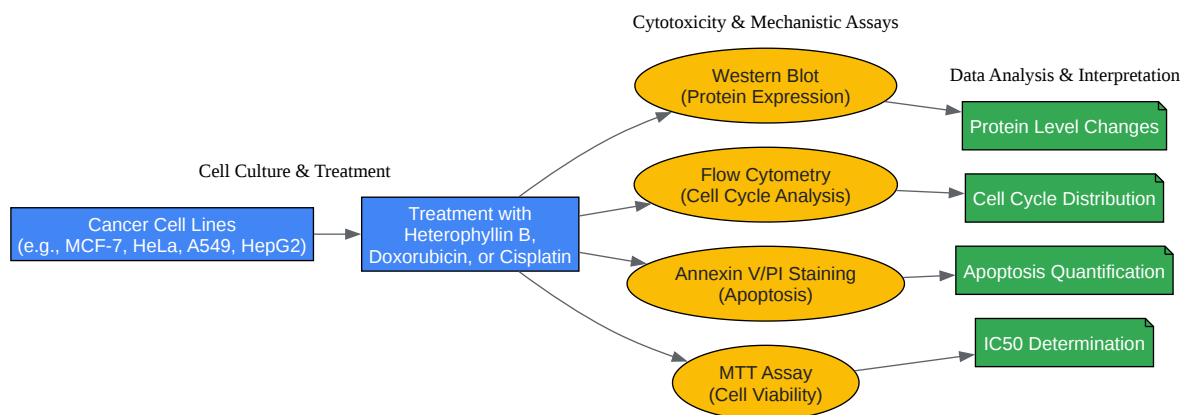 Cytotoxicity & Mechanistic Assays
Western Blot
(Protein Expression)
Data Analysis & Interpretation
Protein Level Changes
Cell Culture & Treatment
Flow Cytometry
(Cell Cycle Analysis)
Cell Cycle Distribution
Cancer Cell Lines
(e.g., MCF-7, HeLa, A549, HepG2)
Treatment with
Heterophyllin B,
Doxorubicin, or Cisplatin
Annexin V/PI Staining
(Apoptosis)
Apoptosis Quantification
MTT Assay
(Cell Viability)
IC50 Determination